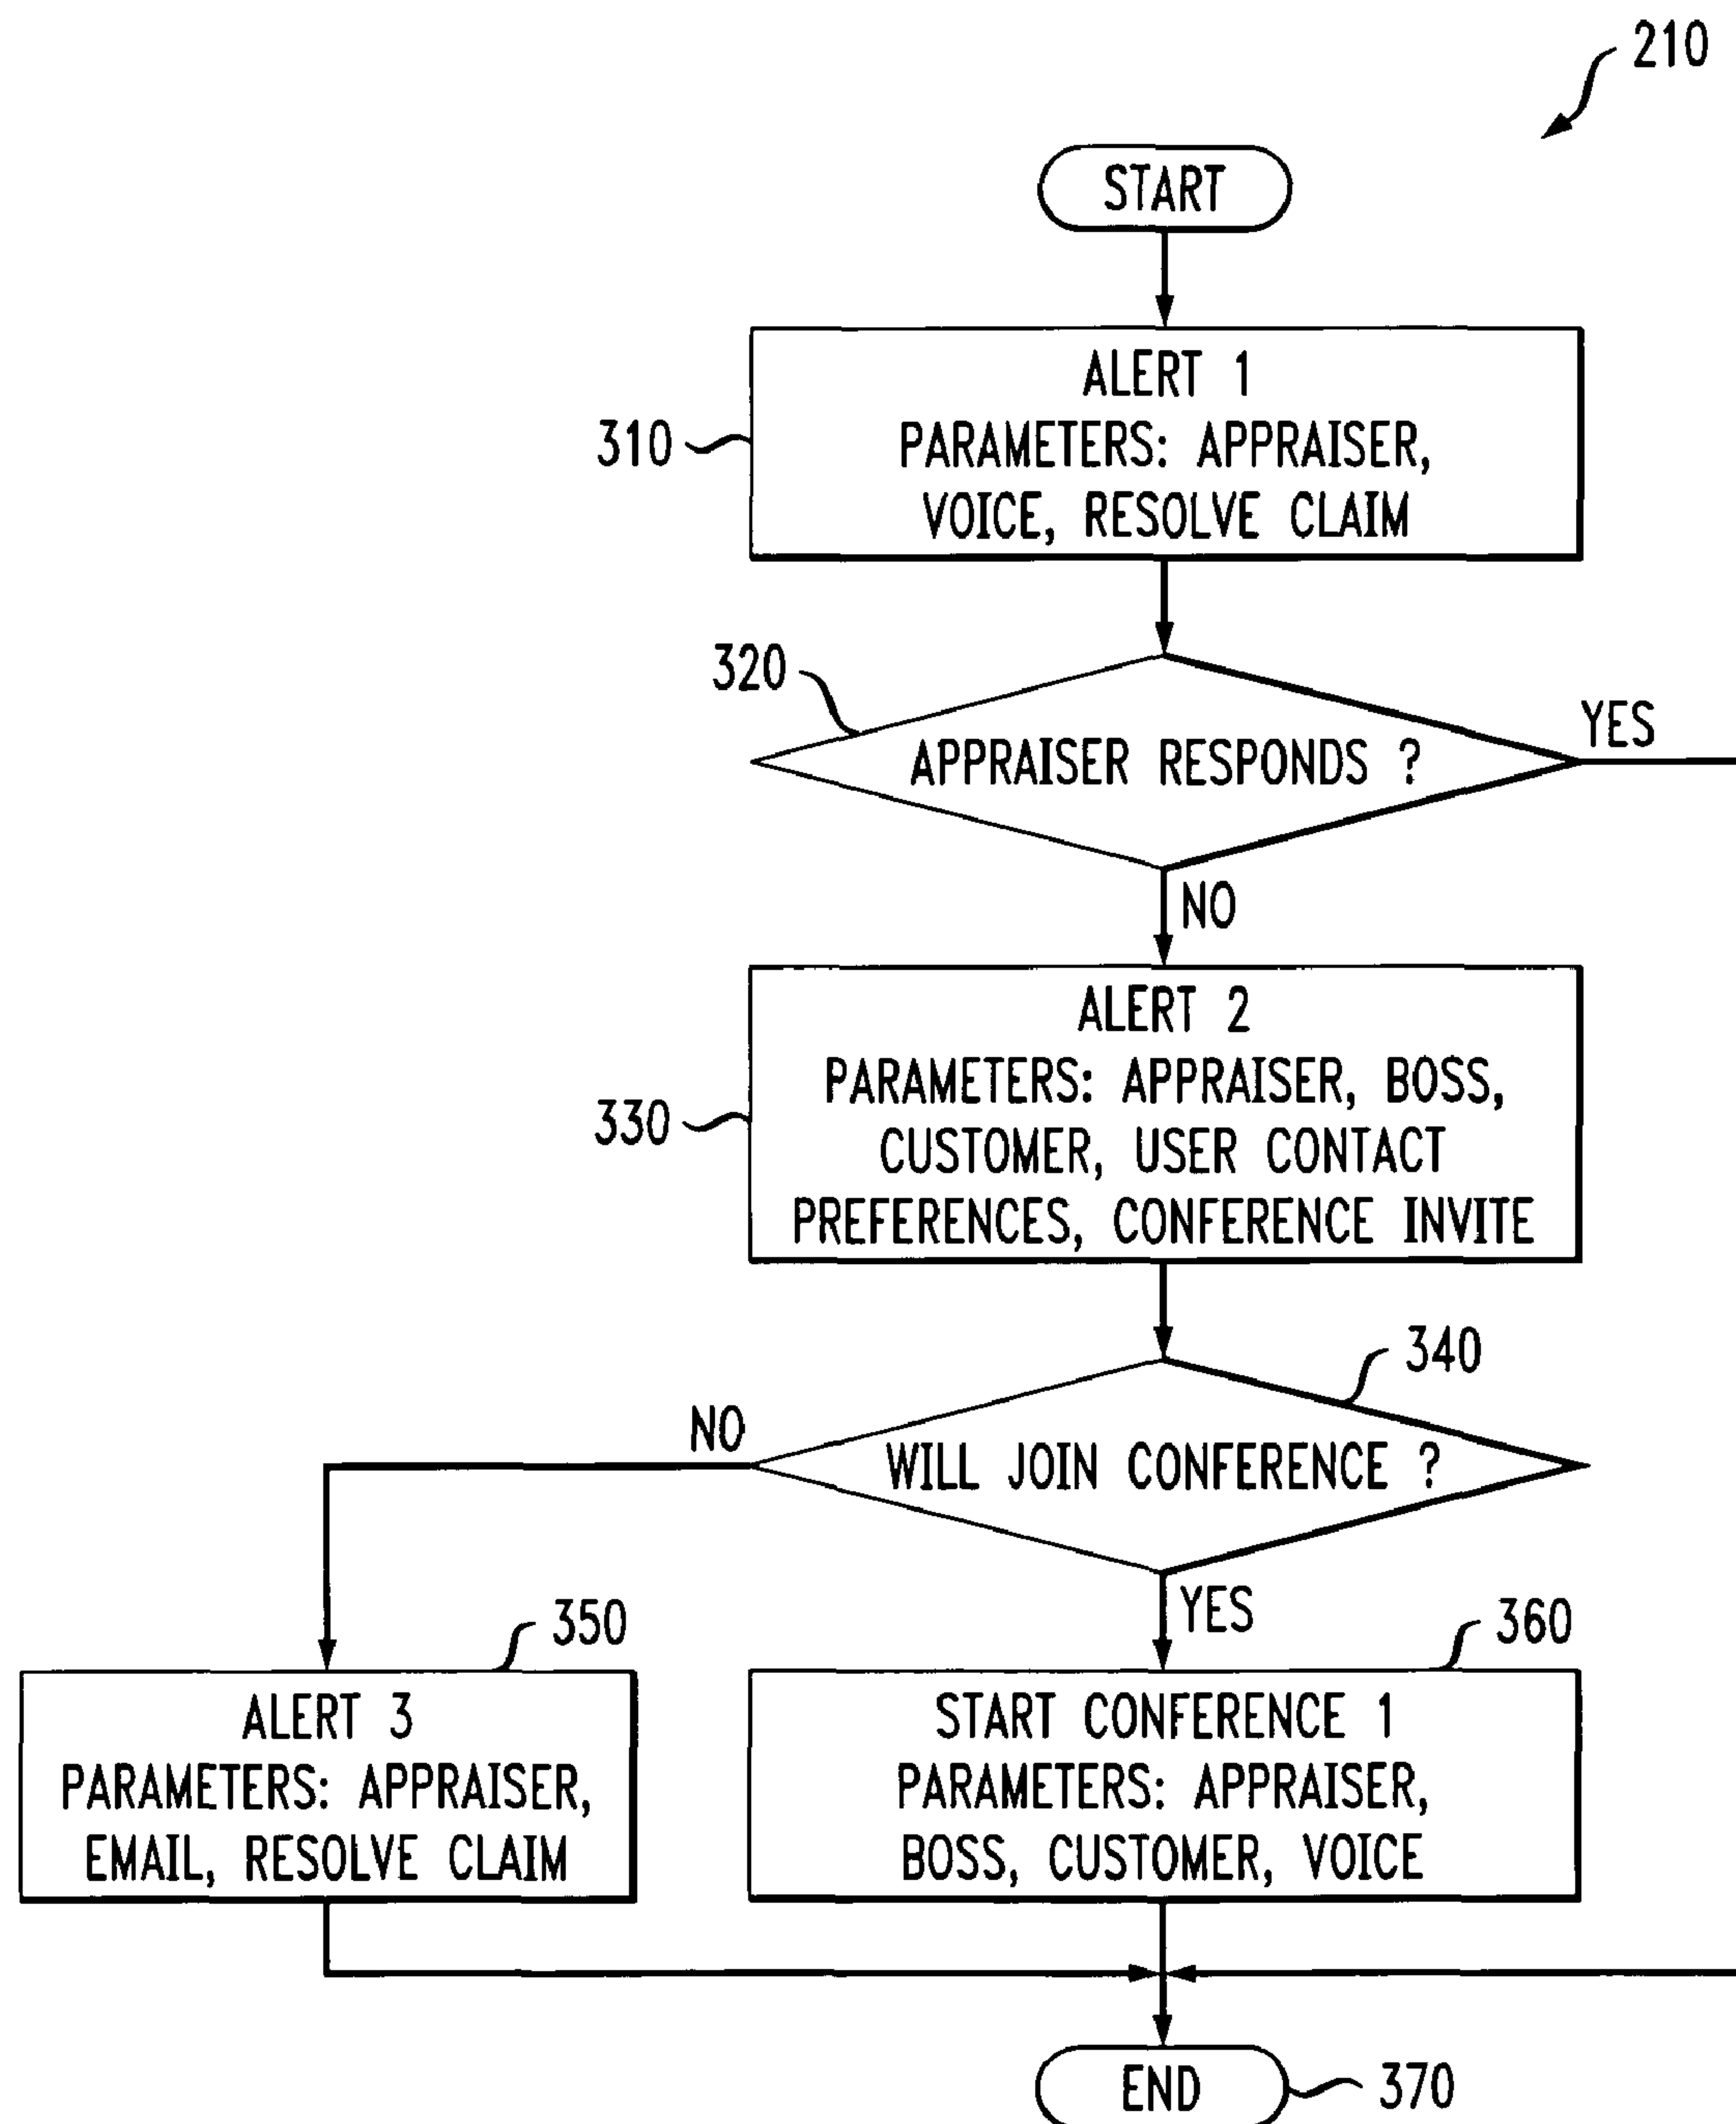 210
START
ALERT 1
PARAMETERS: APPRAISER,
VOICE, RESOLVE CLAIM
310
320
APPRAISER RESPONDS ?
YES
NO
ALERT 2
PARAMETERS: APPRAISER, BOSS,
CUSTOMER, USER CONTACT
PREFERENCES, CONFERENCE INVITE
330
340
WILL JOIN CONFERENCE ?
NO
YES
350
ALERT 3
PARAMETERS: APPRAISER,
EMAIL, RESOLVE CLAIM
360
START CONFERENCE 1
PARAMETERS: APPRAISER,
BOSS, CUSTOMER, VOICE
END
370